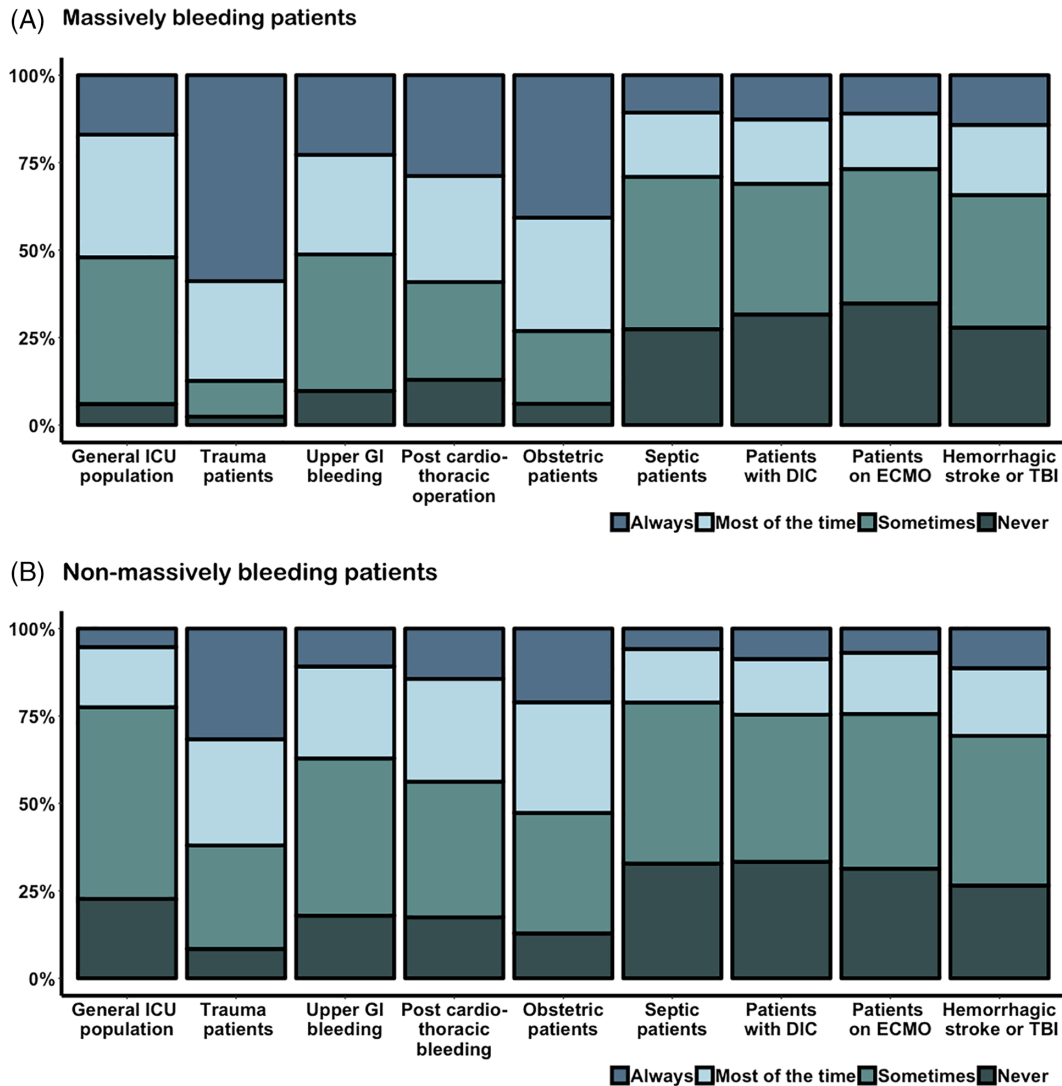 (A) Massively bleeding patients
100%
75%
50%
25%
0%
General ICU population
Trauma patients
Upper GI bleeding
Post cardio-thoracic operation
Obstetric patients
Septic patients
Patients with DIC
Patients on ECMO
Hemorrhagic stroke or TBI
Always Most of the time Sometimes Never
(B) Non-massively bleeding patients
100%
75%
50%
25%
0%
General ICU population
Trauma patients
Upper GI bleeding
Post cardio-thoracic bleeding
Obstetric patients
Septic patients
Patients with DIC
Patients on ECMO
Hemorrhagic stroke or TBI
Always Most of the time Sometimes Never